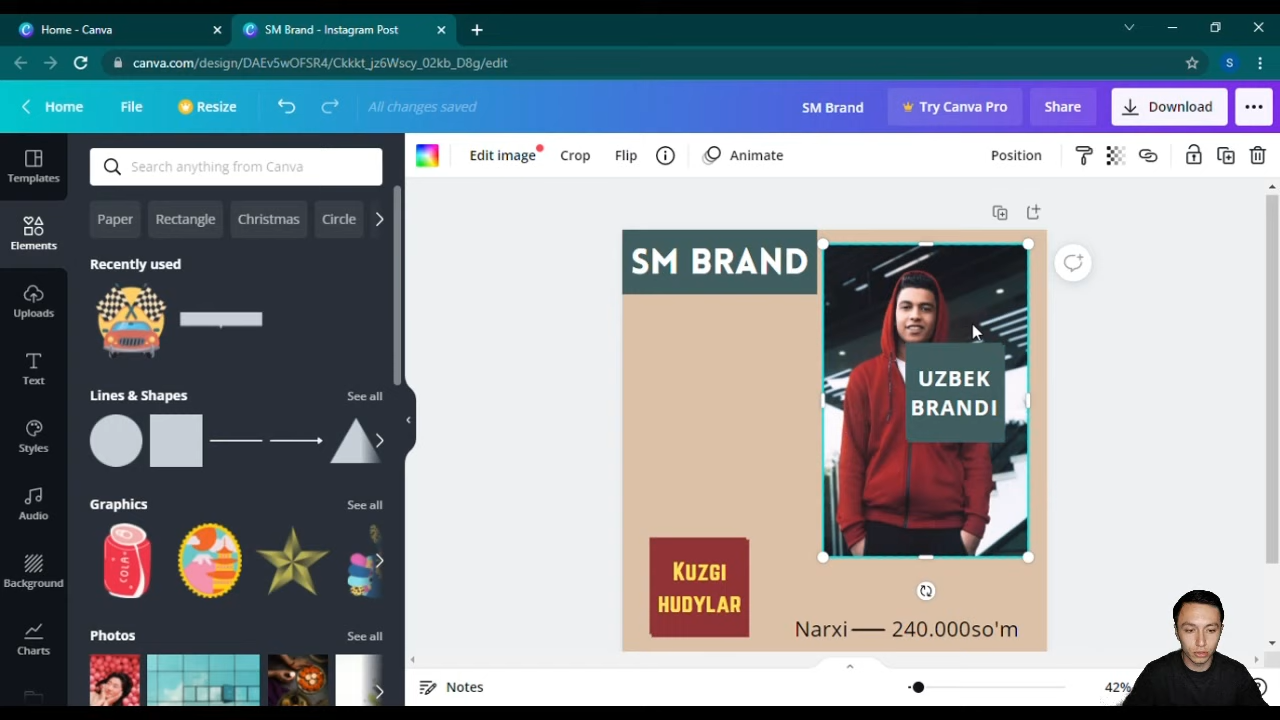 Home - Canva
SM Brand - Instagram Post
canva.com/design/DAEv5wOFSR4/Ckkkt_jz6Wscy_02kb_D8g/edit
S
Home
File
Resize
All changes saved
SM Brand
Try Canva Pro
Share
Download
Templates
Elements
Uploads
Text
Styles
Audio
Background
Charts
Search anything from Canva
Paper
Rectangle
Christmas
Circle
Recently used
Lines & Shapes
See all
Graphics
See all
COLA
Photos
See all
Edit image
Crop
Flip
Animate
Position
SM BRAND
UZBEK
BRANDI
Kuzgi
hudylar
Narxi — 240.000so'm
Notes
42%